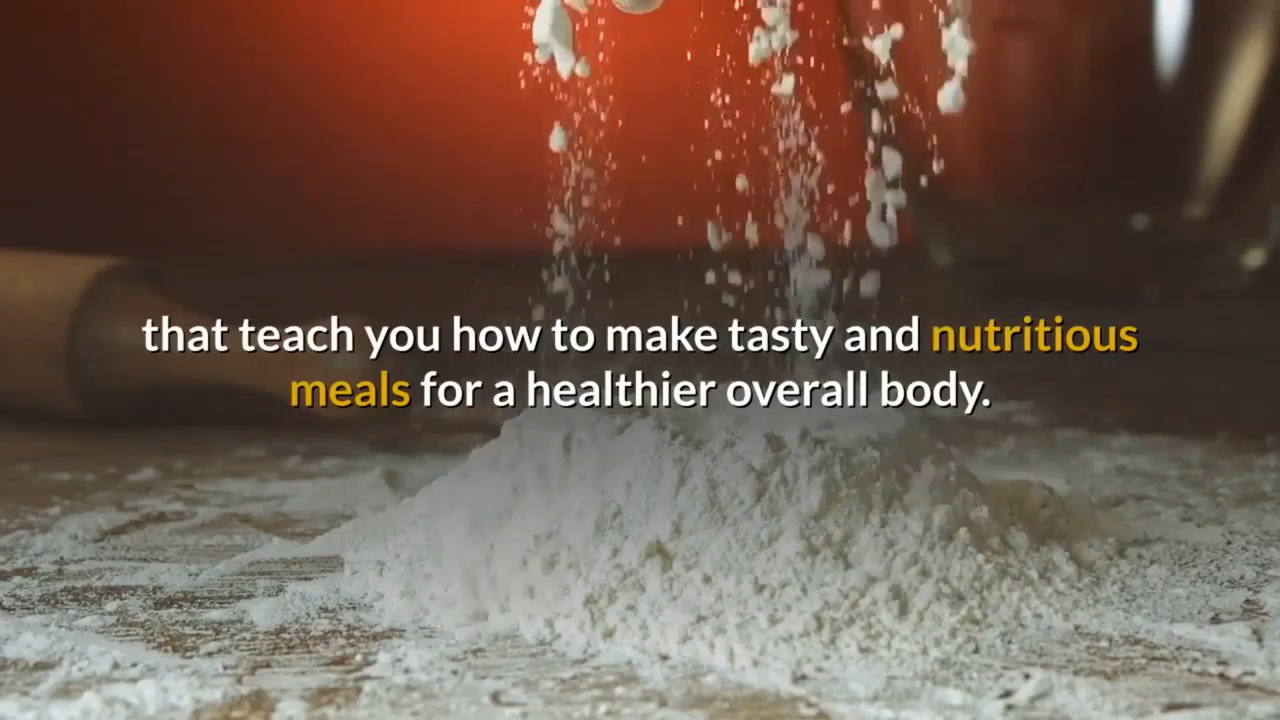 that teach you how to make tasty and nutritious
meals for a healthier overall body.